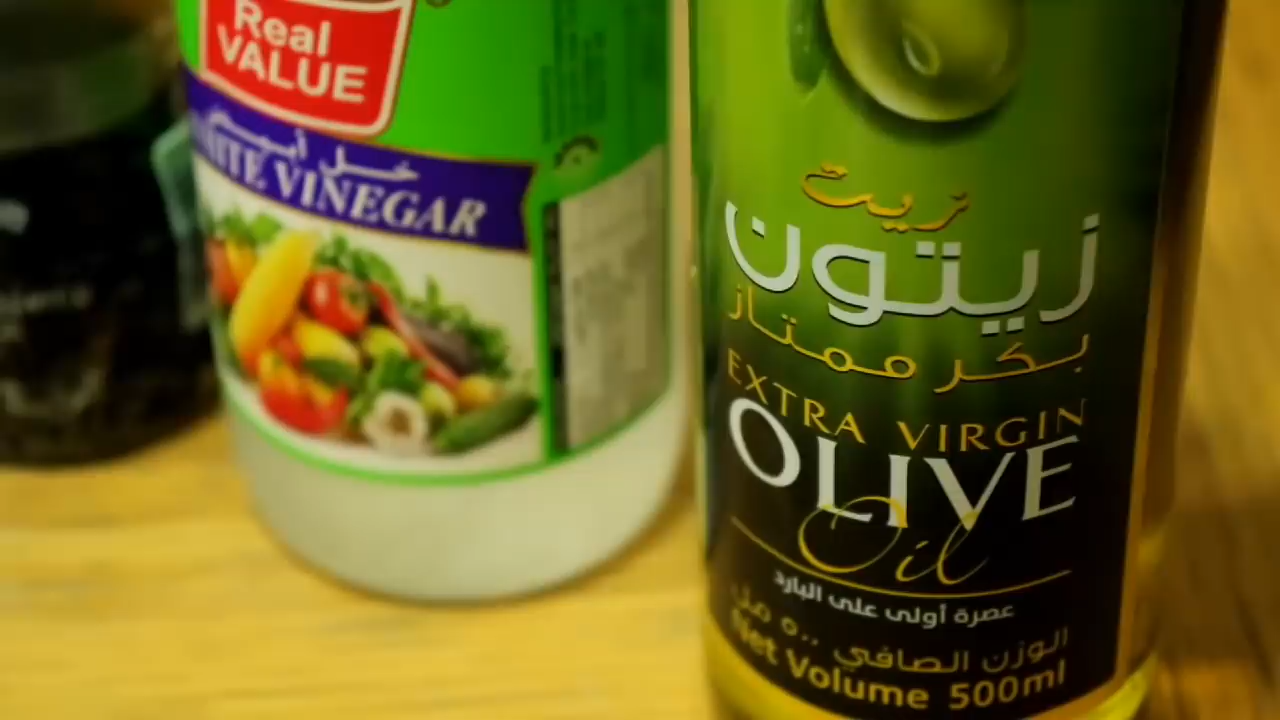 Real
VALUE
خل أبيض
WHITE VINEGAR
زيت
زيتون
بكر ممتاز
EXTRA VIRGIN
OLIVE
Oil
عصرة أولى على البارد
الوزن الصافي ٥٠٠ مل
Net Volume 500ml